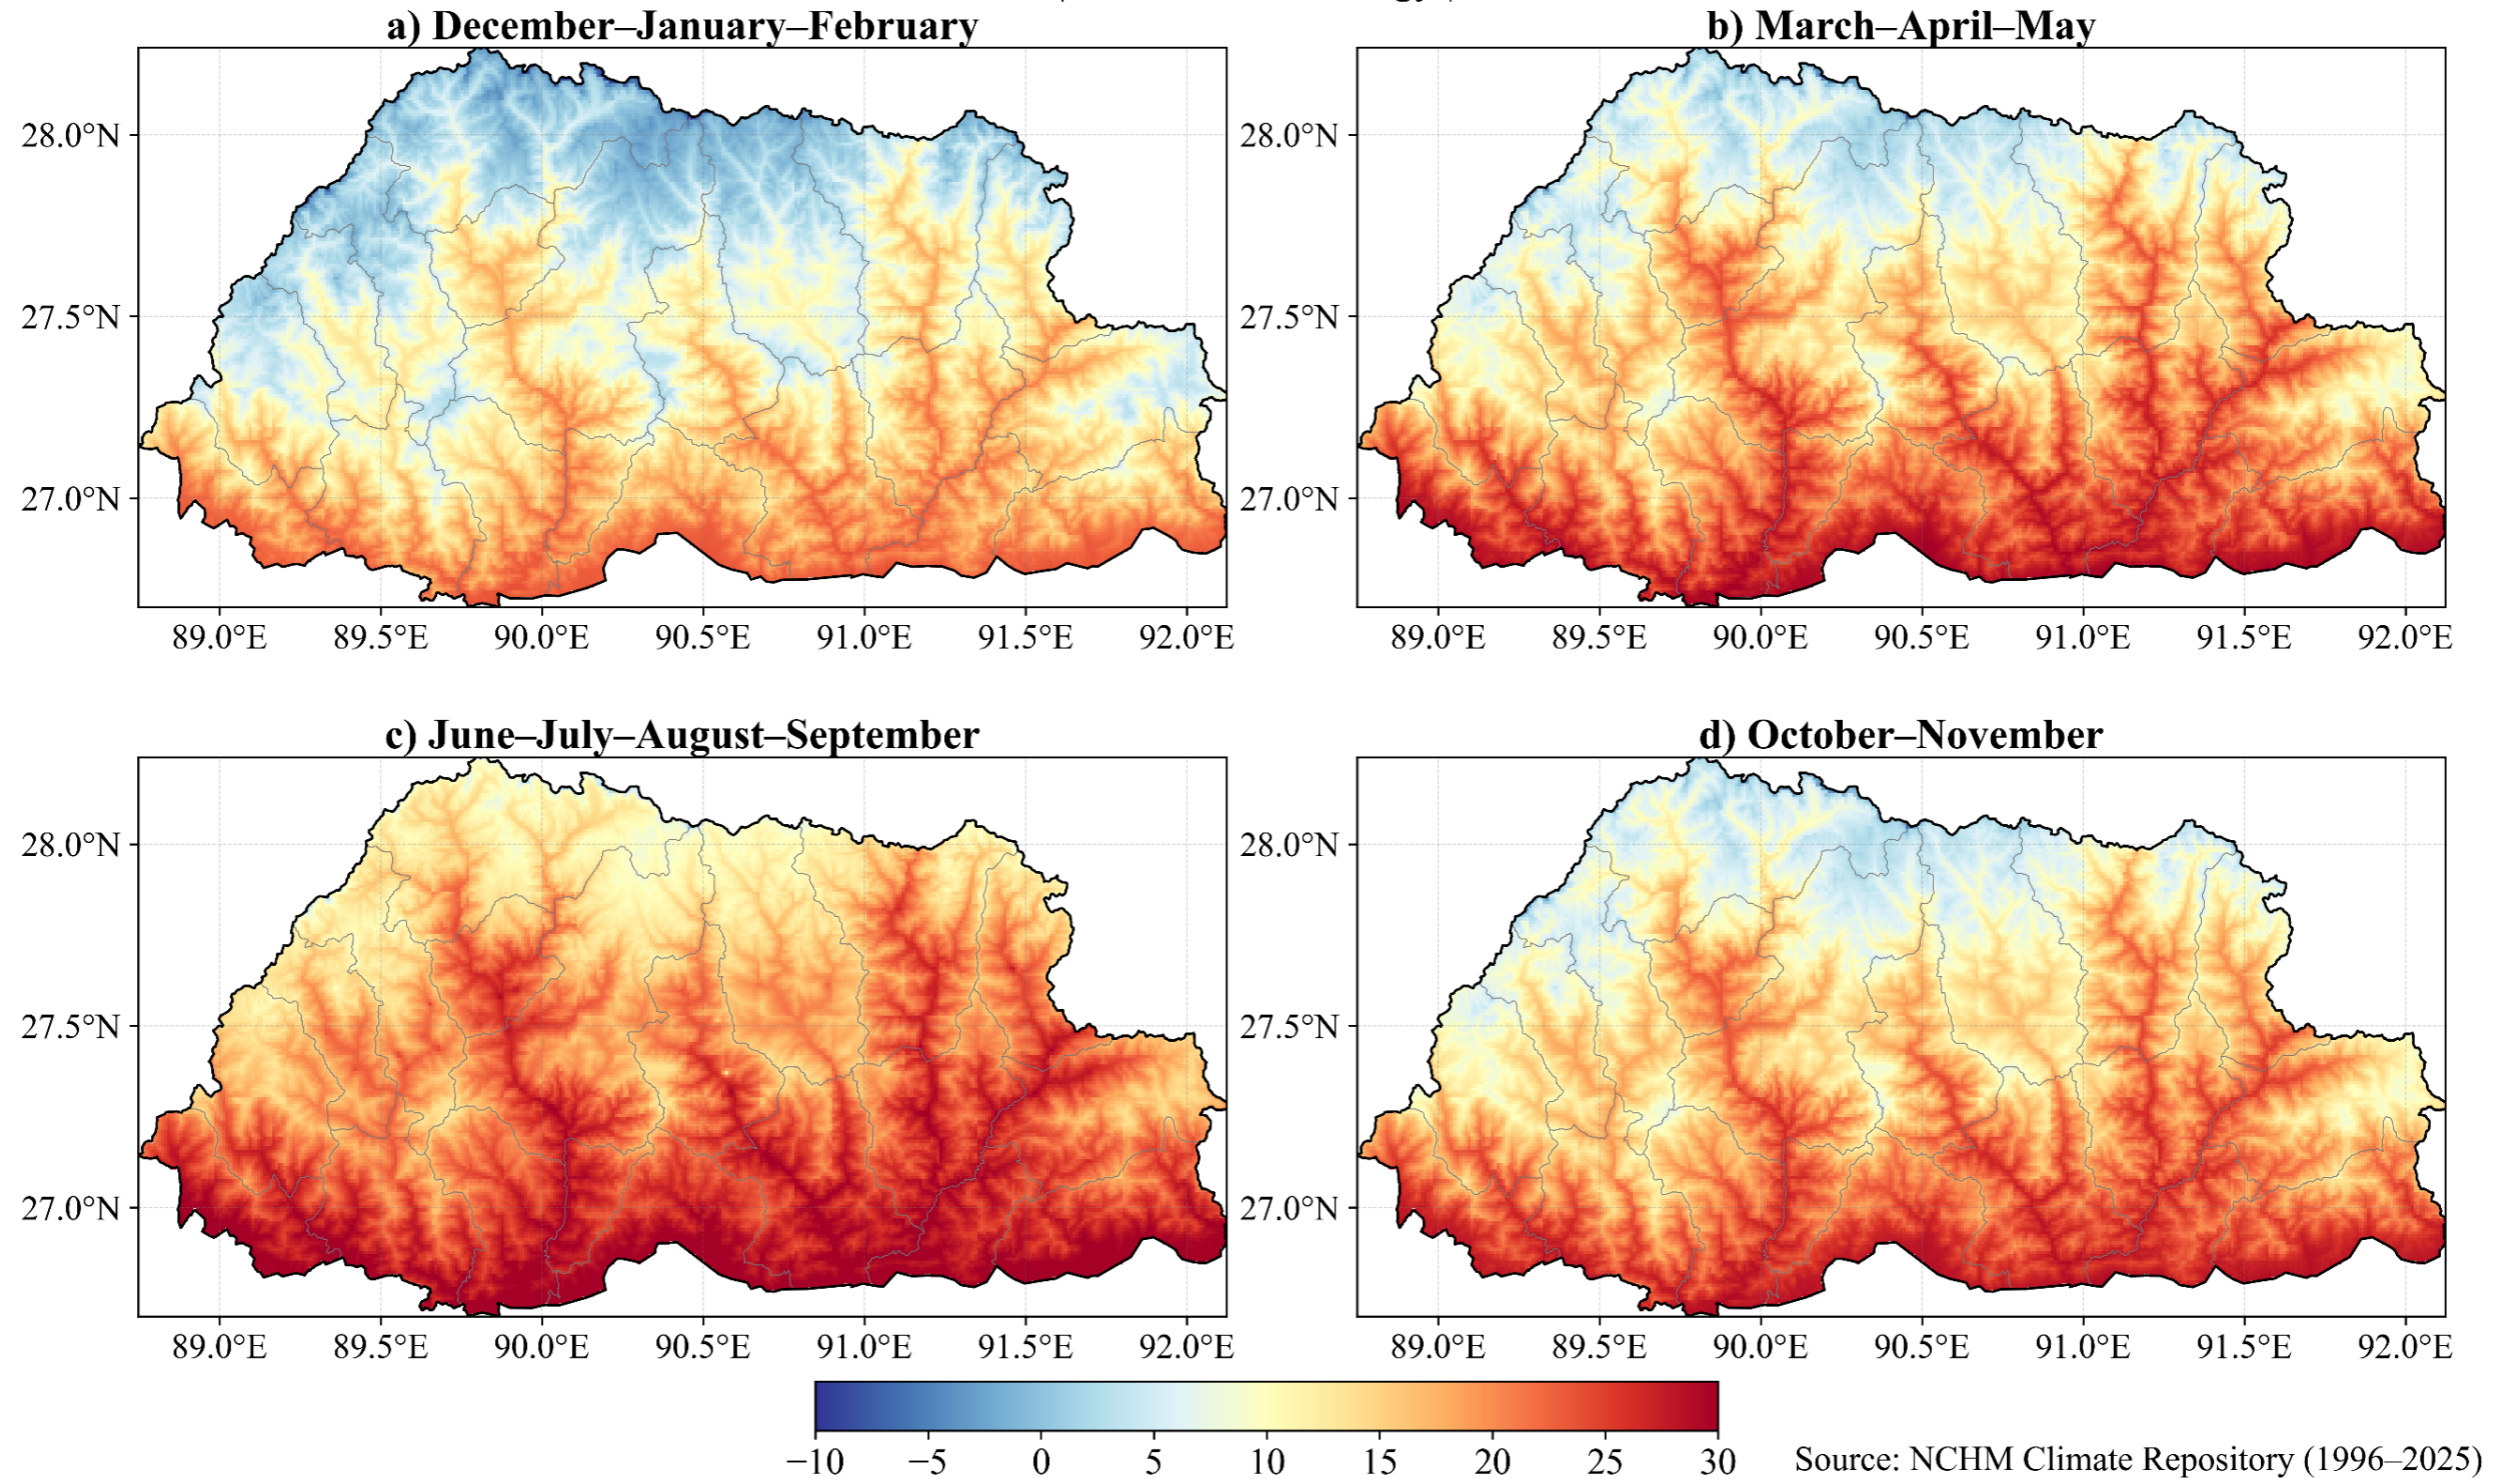 a) December–January–February
b) March–April–May
28.0°N
27.5°N
27.0°N
89.0°E 89.5°E 90.0°E 90.5°E 91.0°E 91.5°E 92.0°E
28.0°N
27.5°N
27.0°N
89.0°E 89.5°E 90.0°E 90.5°E 91.0°E 91.5°E 92.0°E
c) June–July–August–September
d) October–November
28.0°N
27.5°N
27.0°N
89.0°E 89.5°E 90.0°E 90.5°E 91.0°E 91.5°E 92.0°E
28.0°N
27.5°N
27.0°N
89.0°E 89.5°E 90.0°E 90.5°E 91.0°E 91.5°E 92.0°E
−10 −5 0 5 10 15 20 25 30
Source: NCHM Climate Repository (1996–2025)